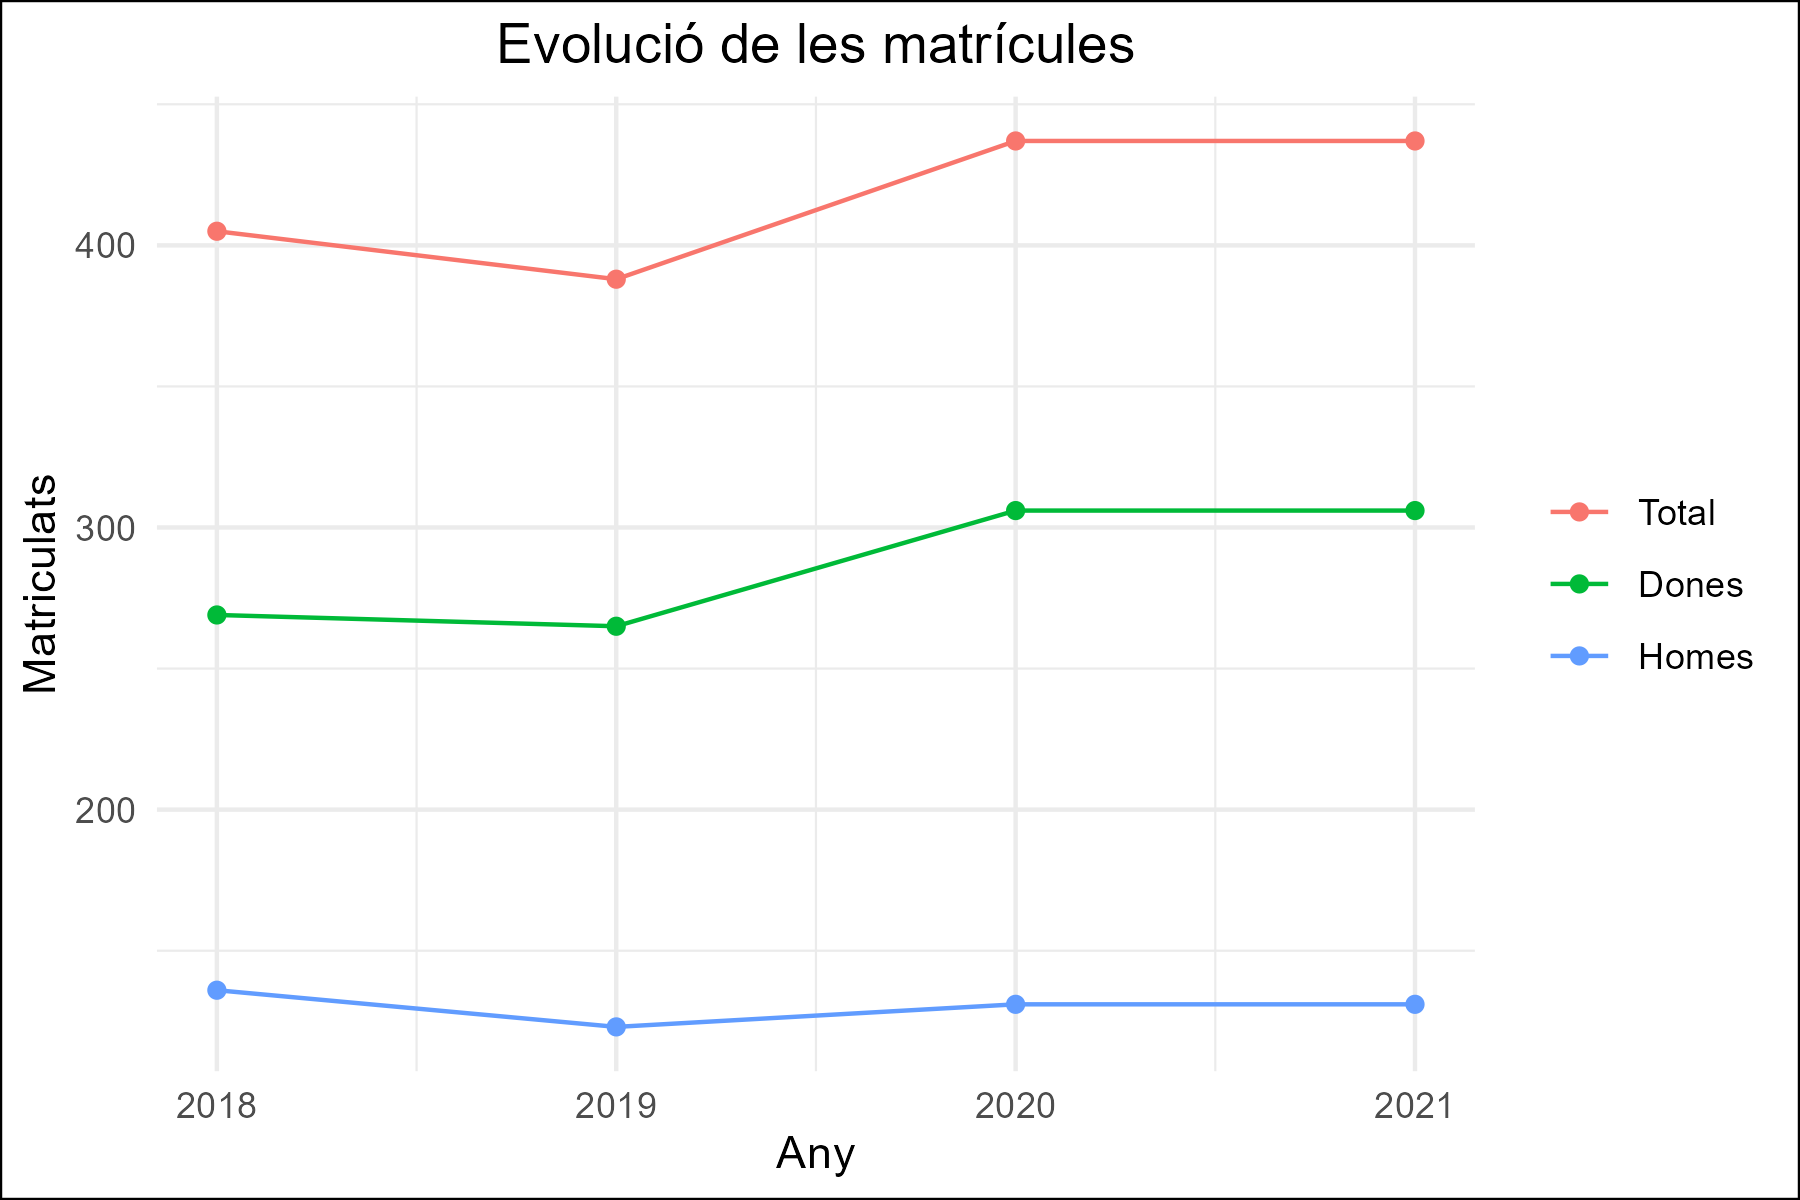 Evolució de les matrícules
Matriculats
400
300
200
2018 2019 2020 2021
Any
Total
Dones
Homes